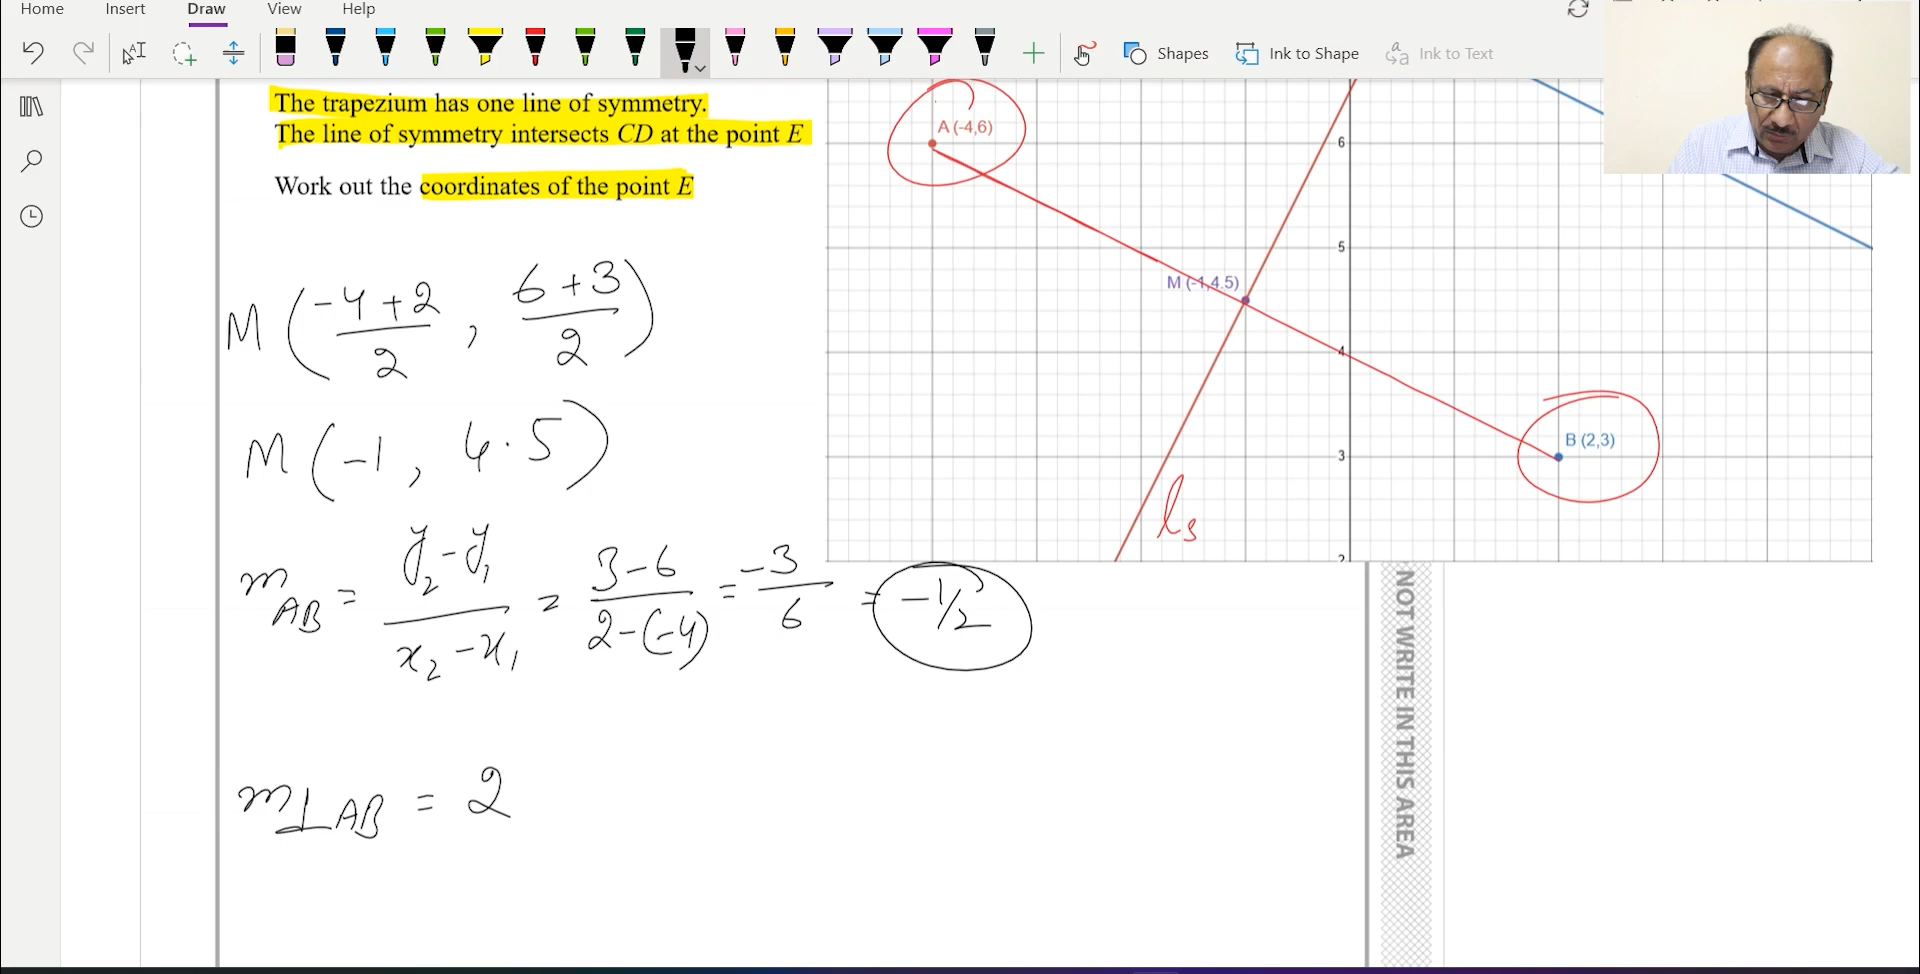 Home Insert Draw View Help
Shapes Ink to Shape Ink to Text
The trapezium has one line of symmetry.
The line of symmetry intersects CD at the point E
Work out the coordinates of the point E
M ( -4+2 / 2 , 6+3 / 2 )
M ( -1 , 4.5 )
m AB = y₂-y₁ / x₂-x₁ = 3-6 / 2-(-4) = -3 / 6 = -1/2
m⊥AB = 2
A (-4,6)
6
5
M (-1,4.5)
4
B (2,3)
3
2
ls
NOT WRITE IN THIS AREA